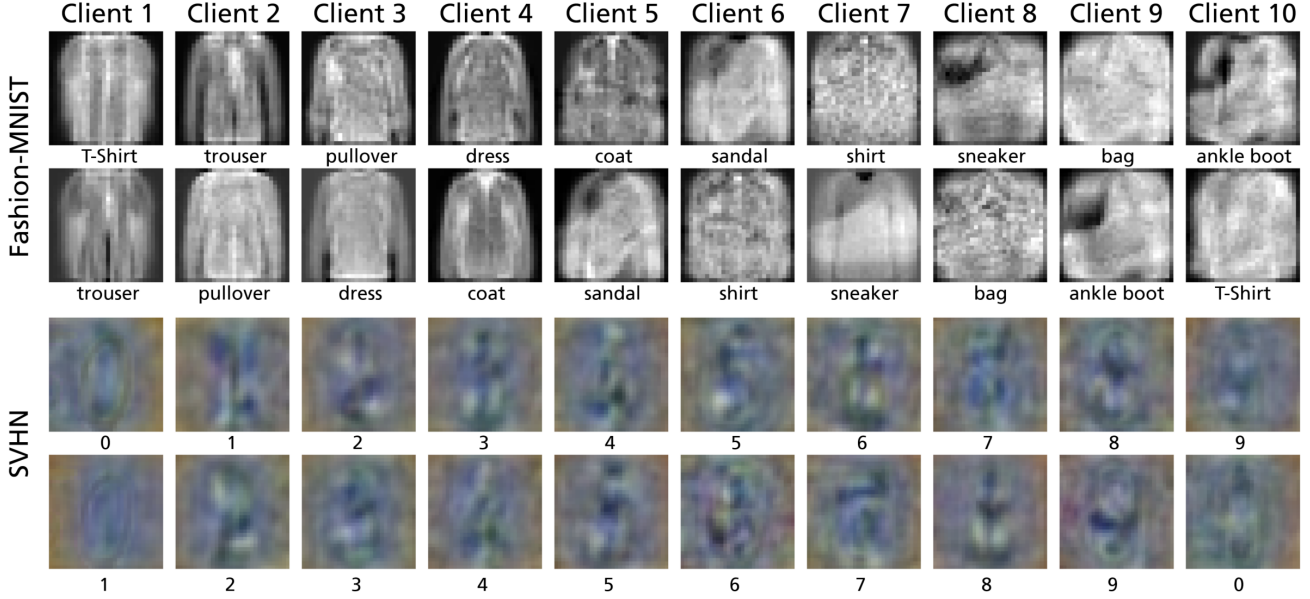 Client 1 Client 2 Client 3 Client 4 Client 5 Client 6 Client 7 Client 8 Client 9 Client 10
Fashion-MNIST
T-Shirt trouser pullover dress coat sandal shirt sneaker bag ankle boot
trouser pullover dress coat sandal shirt sneaker bag ankle boot T-Shirt
SVHN
0 1 2 3 4 5 6 7 8 9
1 2 3 4 5 6 7 8 9 0